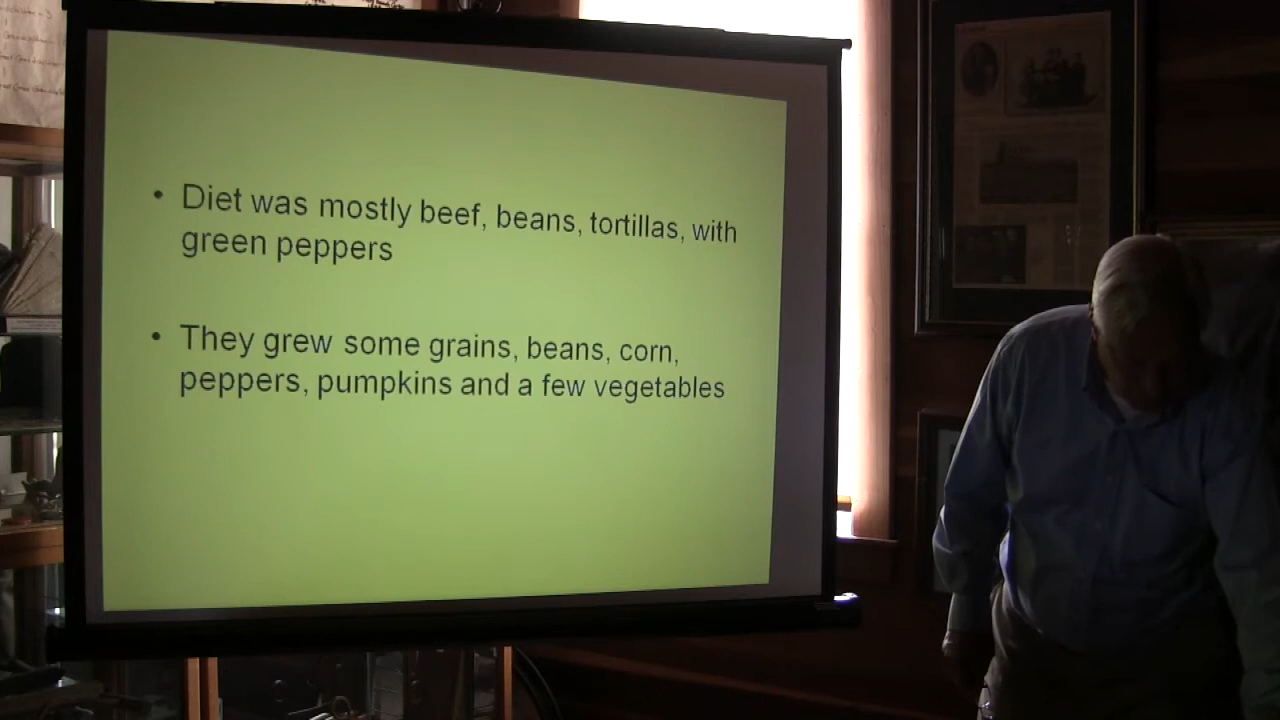 • Diet was mostly beef, beans, tortillas, with
green peppers
• They grew some grains, beans, corn,
peppers, pumpkins and a few vegetables